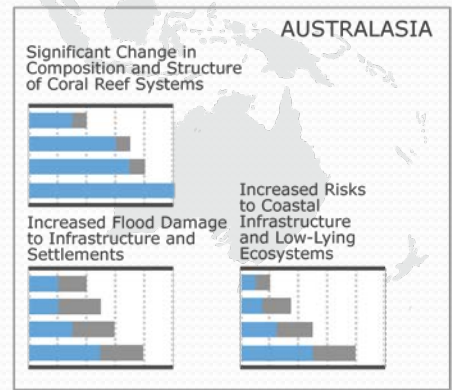 AUSTRALASIA
Significant Change in
Composition and Structure
of Coral Reef Systems
Increased Flood Damage
to Infrastructure and
Settlements
Increased Risks
to Coastal
Infrastructure
and Low-Lying
Ecosystems